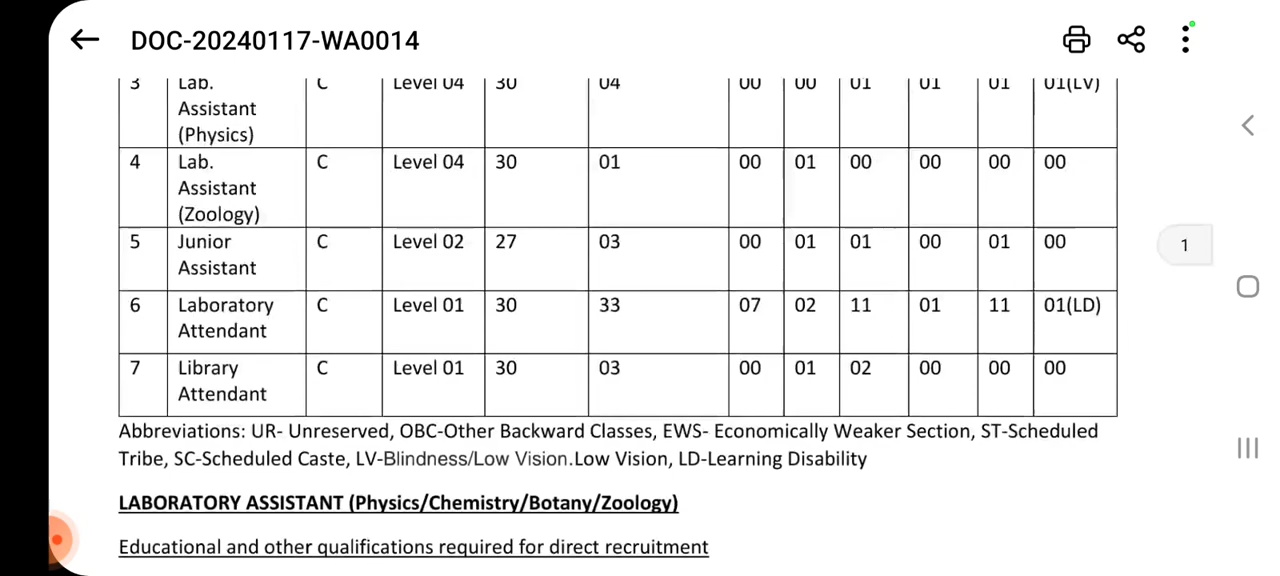 DOC-20240117-WA0014
3 Lab. Assistant (Physics) C Level 04 30 04 00 00 01 01 01 01(LV)
4 Lab. Assistant (Zoology) C Level 04 30 01 00 01 00 00 00 00
5 Junior Assistant C Level 02 27 03 00 01 01 00 01 00
6 Laboratory Attendant C Level 01 30 33 07 02 11 01 11 01(LD)
7 Library Attendant C Level 01 30 03 00 01 02 00 00 00
1
Abbreviations: UR- Unreserved, OBC-Other Backward Classes, EWS- Economically Weaker Section, ST-Scheduled
Tribe, SC-Scheduled Caste, LV-Blindness/Low Vision.Low Vision, LD-Learning Disability
LABORATORY ASSISTANT (Physics/Chemistry/Botany/Zoology)
Educational and other qualifications required for direct recruitment